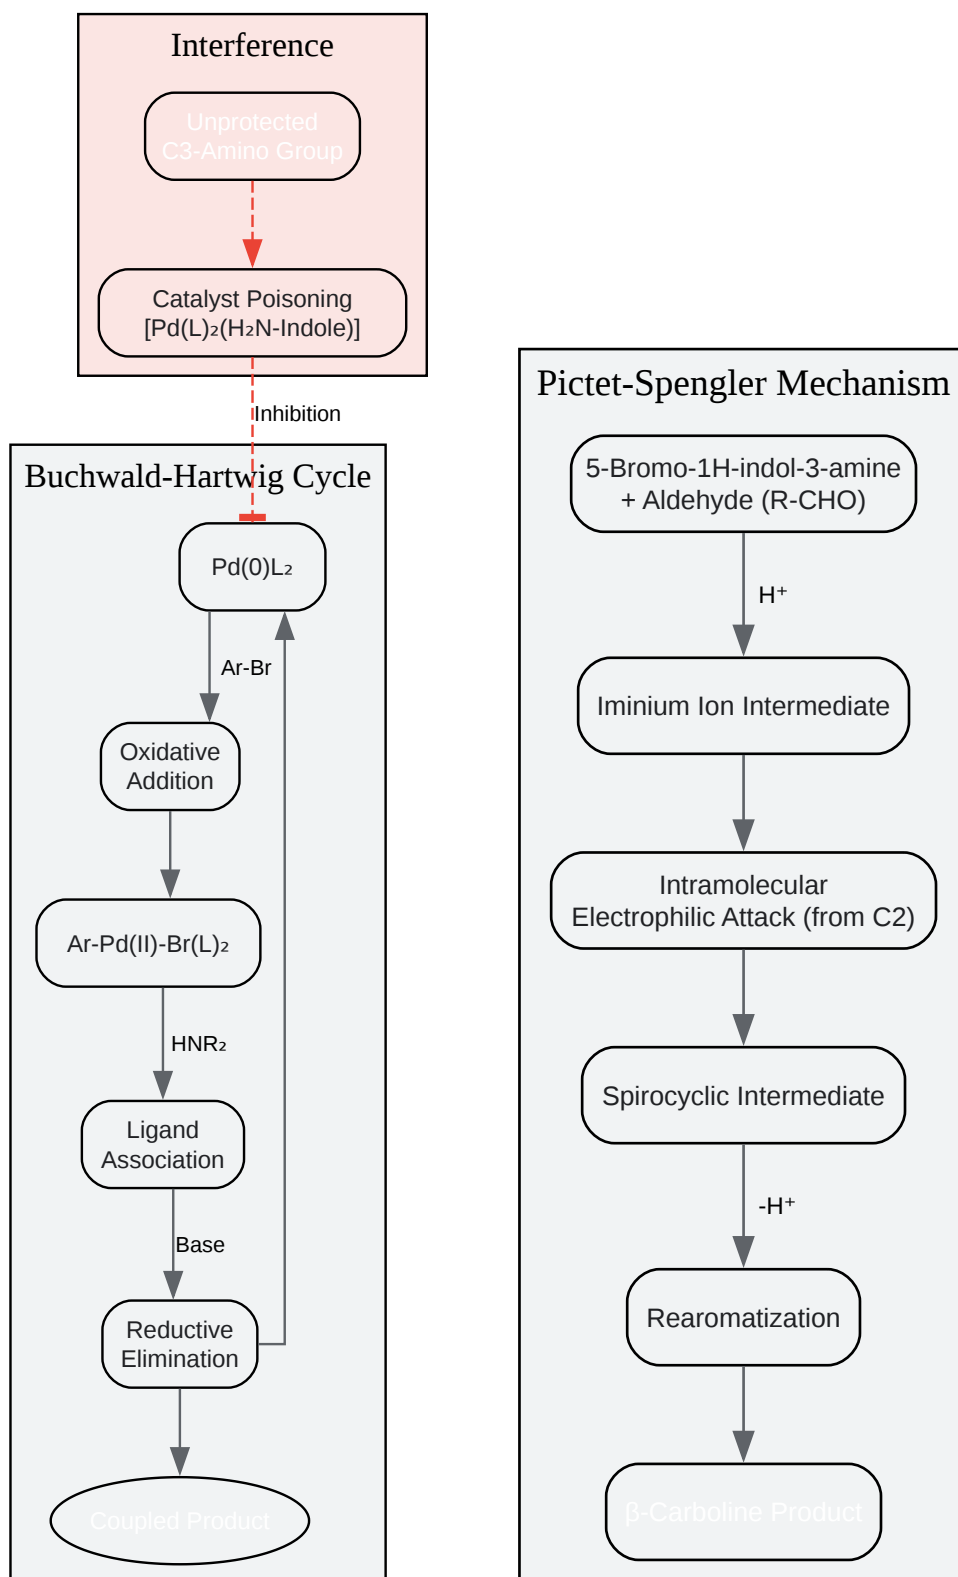 Interference
Unprotected
C3-Amino Group
Catalyst Poisoning
[Pd(L)₂(H₂N-Indole)]
Inhibition
Buchwald-Hartwig Cycle
Pd(0)L₂
Ar-Br
Oxidative
Addition
Ar-Pd(II)-Br(L)₂
HNR₂
Ligand
Association
Base
Reductive
Elimination
Coupled Product
Pictet-Spengler Mechanism
5-Bromo-1H-indol-3-amine
+ Aldehyde (R-CHO)
H⁺
Iminium Ion Intermediate
Intramolecular
Electrophilic Attack (from C2)
Spirocyclic Intermediate
-H⁺
Rearomatization
β-Carboline Product